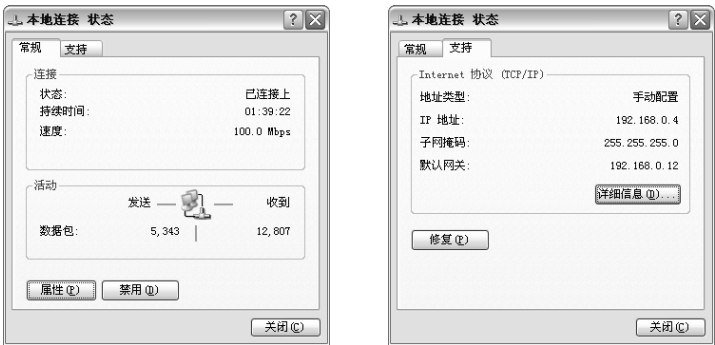 本地连接 状态
常规 支持
连接
状态: 已连接上
持续时间: 01:39:22
速度: 100.0 Mbps
活动
发送 收到
数据包: 5,343 12,807
属性(P) 禁用(D)
关闭(C)
本地连接 状态
常规 支持
Internet 协议 (TCP/IP)
地址类型: 手动配置
IP 地址: 192.168.0.4
子网掩码: 255.255.255.0
默认网关: 192.168.0.12
详细信息(D)...
修复(P)
关闭(C)